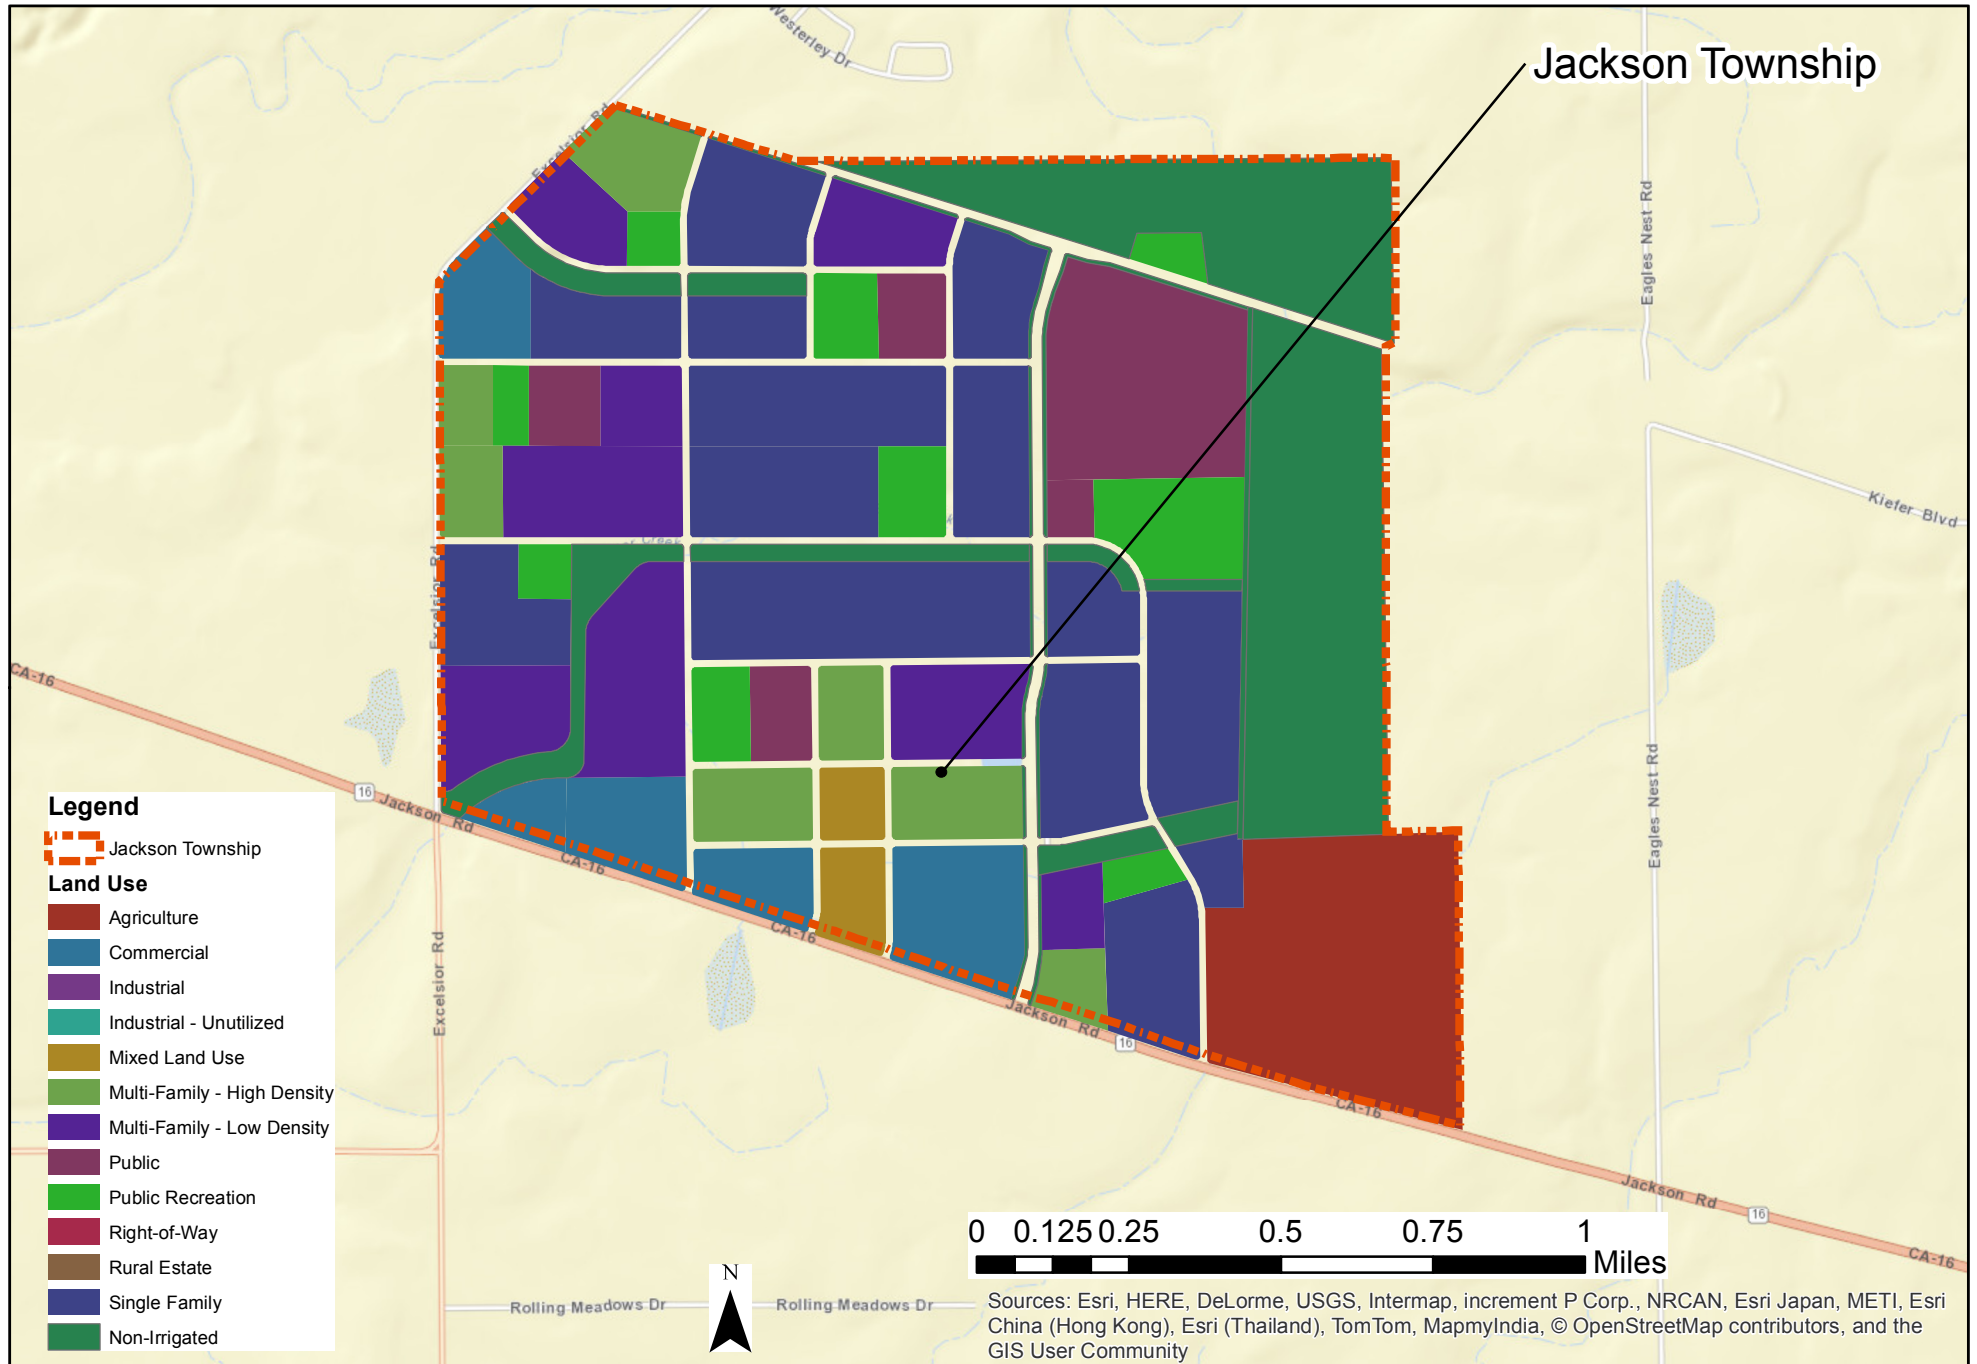 Westerley Dr
Jackson Township
Excelsior Rd
Eagles Nest Rd
Kiefer Blvd
Creek
Excelsior Rd
CA-16
16
Jackson Rd
CA-16
Eagles Nest Rd
CA-16
Excelsior Rd
Jackson Rd
16
CA-16
Jackson Rd
16
CA-16
Legend
Jackson Township
Land Use
Agriculture
Commercial
Industrial
Industrial - Unutilized
Mixed Land Use
Multi-Family - High Density
Multi-Family - Low Density
Public
Public Recreation
Right-of-Way
Rural Estate
Single Family
Non-Irrigated
0 0.125 0.25 0.5 0.75 1
Miles
N
Rolling Meadows Dr
Rolling Meadows Dr
Sources: Esri, HERE, DeLorme, USGS, Intermap, increment P Corp., NRCAN, Esri Japan, METI, Esri
China (Hong Kong), Esri (Thailand), TomTom, MapmyIndia, © OpenStreetMap contributors, and the
GIS User Community